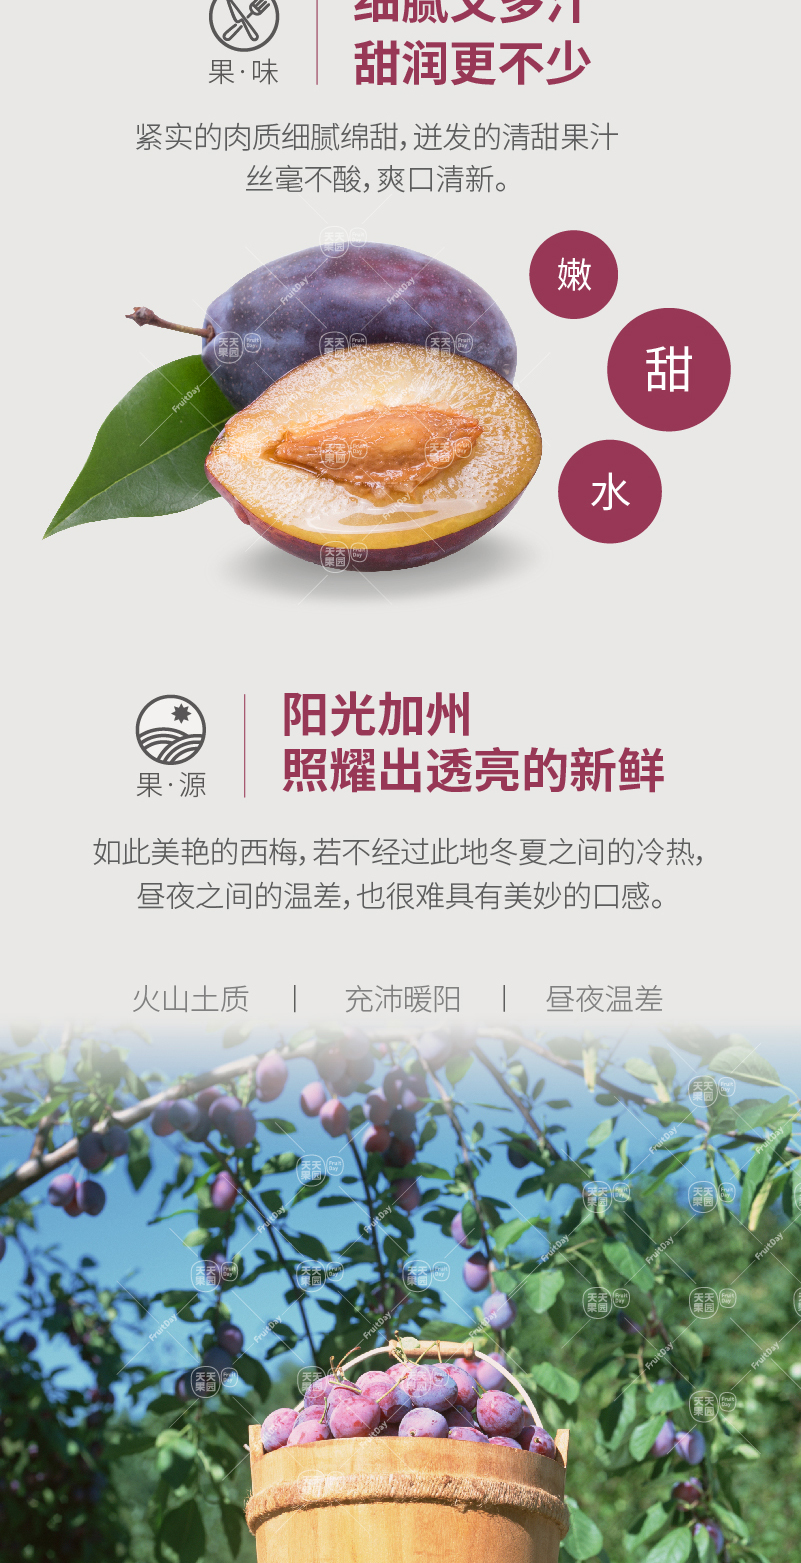 细腻又多汁
甜润更不少
果·味
紧实的肉质细腻绵甜，迸发的清甜果汁
丝毫不酸，爽口清新。
嫩
甜
水
天天果园
FruitDay
阳光加州
照耀出透亮的新鲜
果·源
如此美艳的西梅，若不经过此地冬夏之间的冷热，
昼夜之间的温差，也很难具有美妙的口感。
火山土质 | 充沛暖阳 | 昼夜温差